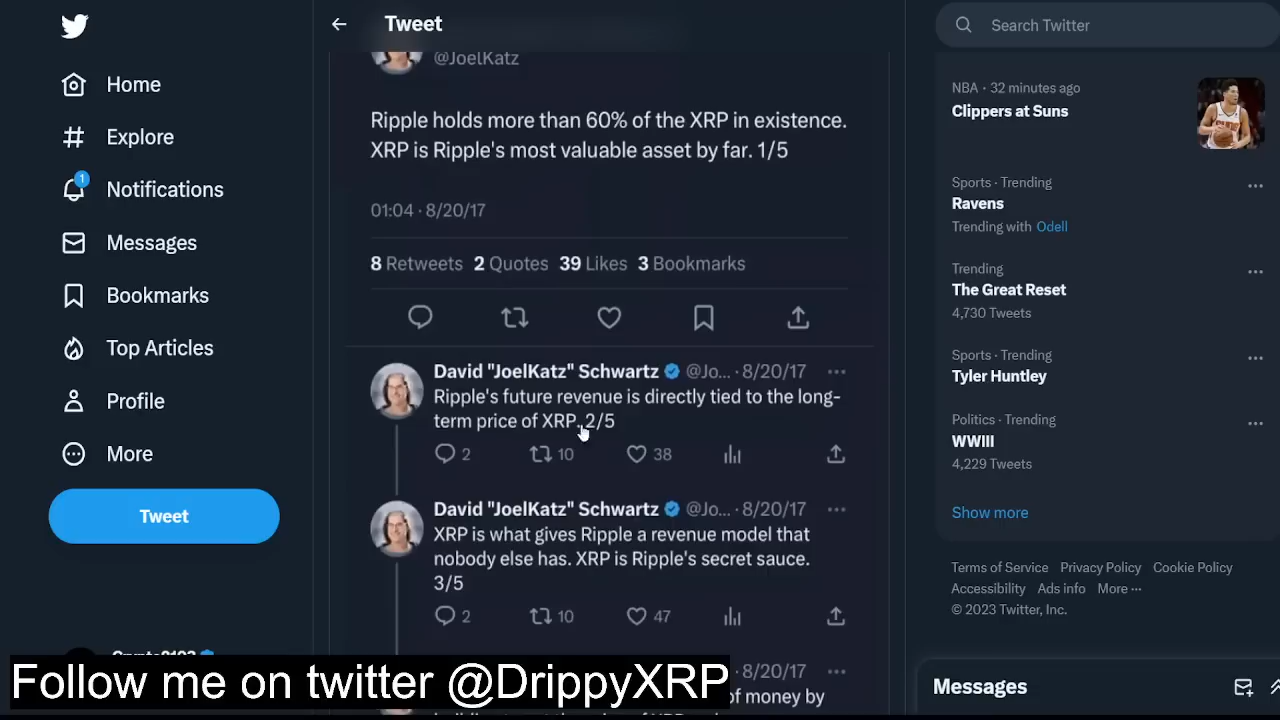 Home
Explore
1
Notifications
Messages
Bookmarks
Top Articles
Profile
More
Tweet
Tweet
@JoelKatz
Ripple holds more than 60% of the XRP in existence.
XRP is Ripple's most valuable asset by far. 1/5
01:04 · 8/20/17
8 Retweets 2 Quotes 39 Likes 3 Bookmarks
David "JoelKatz" Schwartz @Jo... · 8/20/17
Ripple's future revenue is directly tied to the long-
term price of XRP. 2/5
2 10 38
David "JoelKatz" Schwartz @Jo... · 8/20/17
XRP is what gives Ripple a revenue model that
nobody else has. XRP is Ripple's secret sauce.
3/5
2 10 47
· 8/20/17
of money by
Follow me on twitter @DrippyXRP
Search Twitter
NBA · 32 minutes ago
Clippers at Suns
Sports · Trending
Ravens
Trending with Odell
Trending
The Great Reset
4,730 Tweets
Sports · Trending
Tyler Huntley
Politics · Trending
WWIII
4,229 Tweets
Show more
Terms of Service Privacy Policy Cookie Policy
Accessibility Ads info More ···
© 2023 Twitter, Inc.
Messages